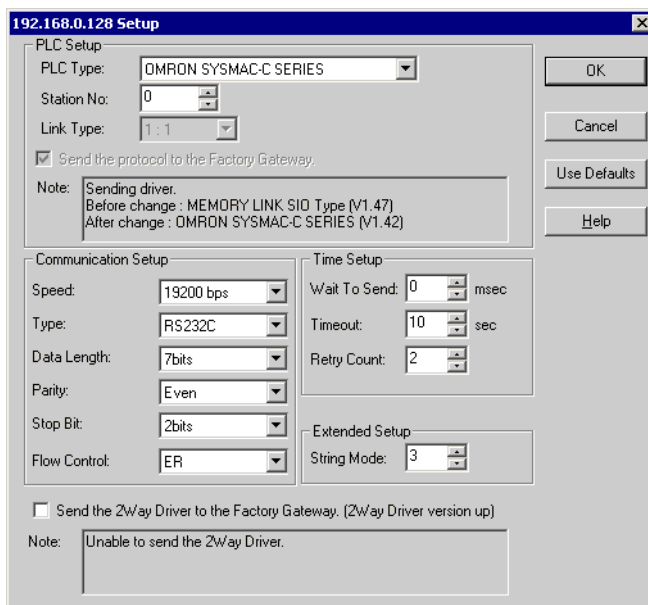 192.168.0.128 Setup
PLC Setup
PLC Type: OMRON SYSMAC-C SERIES
OK
Station No: 0
Link Type: 1 : 1
Cancel
Send the protocol to the Factory Gateway.
Use Defaults
Note: Sending driver.
Before change : MEMORY LINK SIO Type (V1.47)
After change : OMRON SYSMAC-C SERIES (V1.42)
Help
Communication Setup
Speed: 19200 bps
Type: RS232C
Data Length: 7bits
Parity: Even
Stop Bit: 2bits
Flow Control: ER
Time Setup
Wait To Send: 0 msec
Timeout: 10 sec
Retry Count: 2
Extended Setup
String Mode: 3
Send the 2Way Driver to the Factory Gateway. (2Way Driver version up)
Note: Unable to send the 2Way Driver.